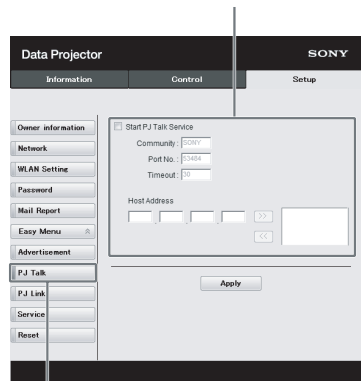 Data Projector SONY
Information Control Setup
Owner information
Network
WLAN Setting
Password
Mail Report
Easy Menu
Advertisement
PJ Talk
PJ Link
Service
Reset
Start PJ Talk Service
Community: SONY
Port No.: 53484
Timeout: 30
Host Address
. . .
>>
<<
Apply